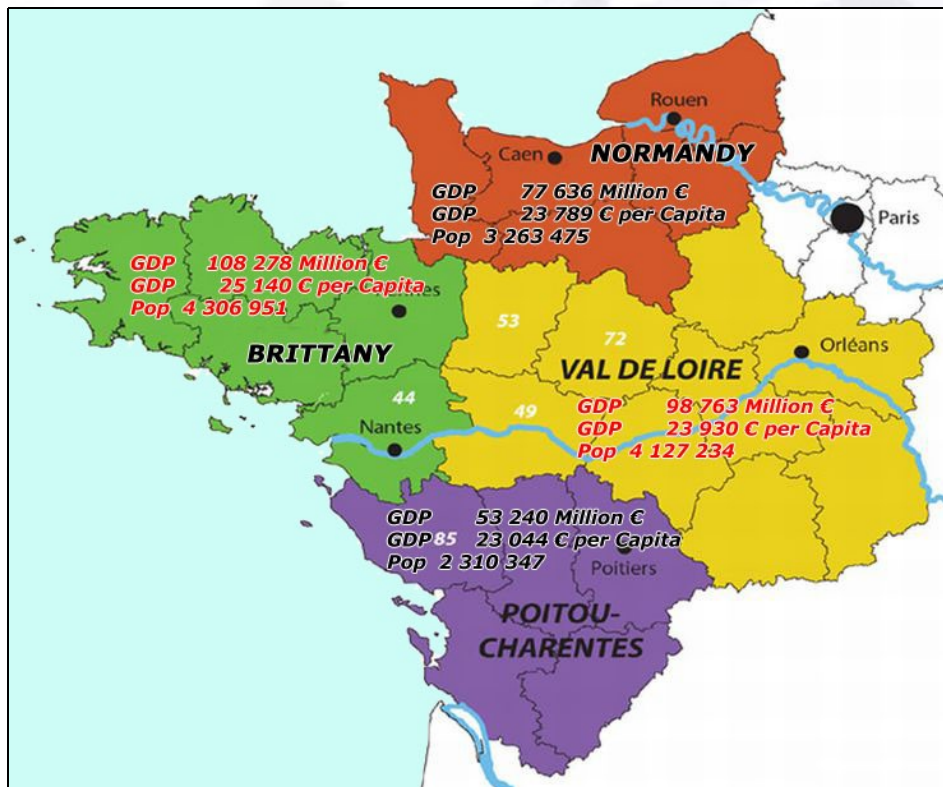 Rouen
Caen
NORMANDY
GDP 77 636 Million €
GDP 23 789 € per Capita
Pop 3 263 475
Paris
GDP 108 278 Million €
GDP 25 140 € per Capita
Pop 4 306 951
BRITTANY
53
72
Orléans
VAL DE LOIRE
44
49
GDP 98 763 Million €
GDP 23 930 € per Capita
Pop 4 127 234
Nantes
GDP 53 240 Million €
GDP 23 044 € per Capita
85
Pop 2 310 347
Poitiers
POITOU-
CHARENTES